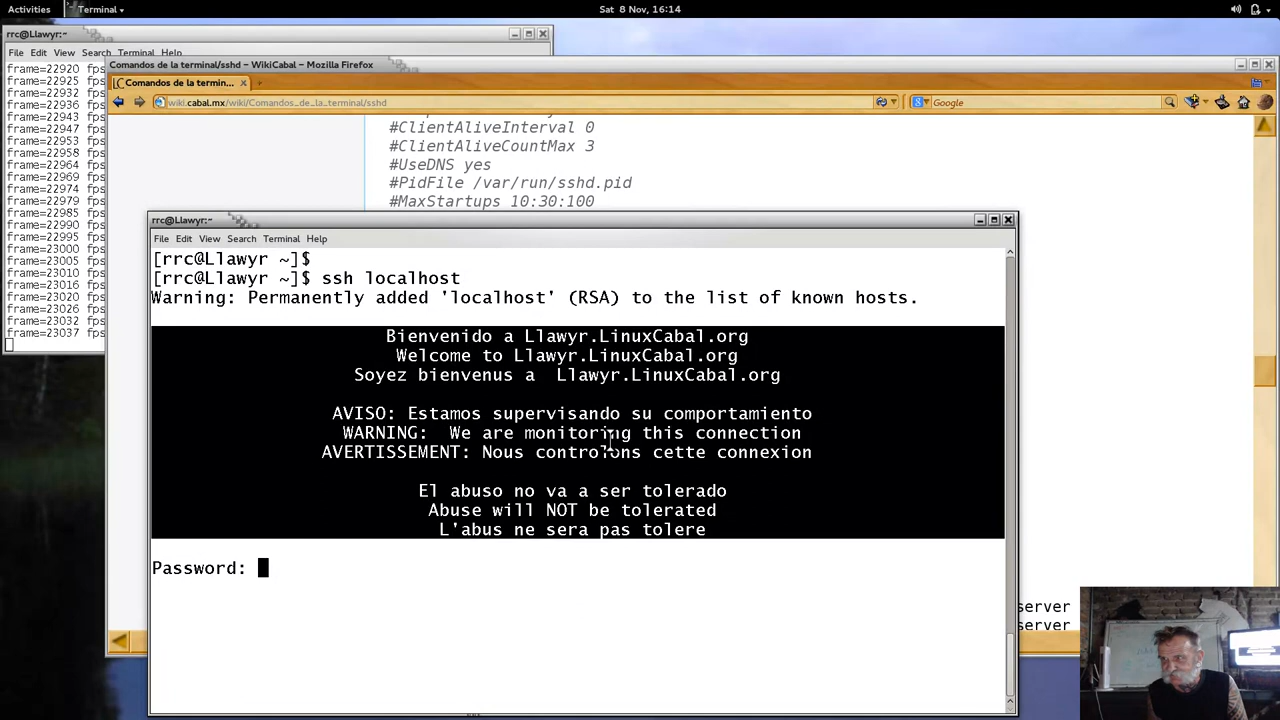 Activities
Terminal
Sat 8 Nov, 16:14
rrc@Llawyr:~
File Edit View Search Terminal Help
frame=22920 fps
frame=22925 fps
frame=22932 fps
frame=22936 fps
frame=22943 fps
frame=22947 fps
frame=22953 fps
frame=22958 fps
frame=22964 fps
frame=22969 fps
frame=22974 fps
frame=22979 fps
frame=22985 fps
frame=22990 fps
frame=22995 fps
frame=23000 fps
frame=23005 fps
frame=23010 fps
frame=23016 fps
frame=23020 fps
frame=23026 fps
frame=23032 fps
frame=23037 fps
Comandos de la terminal/sshd – WikiCabal – Mozilla Firefox
Comandos de la termin...
wiki.cabal.mx/wiki/Comandos_de_la_terminal/sshd
Google
#ClientAliveInterval 0
#ClientAliveCountMax 3
#UseDNS yes
#PidFile /var/run/sshd.pid
#MaxStartups 10:30:100
rrc@Llawyr:~
File Edit View Search Terminal Help
[rrc@Llawyr ~]$
[rrc@Llawyr ~]$ ssh localhost
Warning: Permanently added 'localhost' (RSA) to the list of known hosts.
Bienvenido a Llawyr.LinuxCabal.org
Welcome to Llawyr.LinuxCabal.org
Soyez bienvenus a  Llawyr.LinuxCabal.org
AVISO: Estamos supervisando su comportamiento
WARNING:  We are monitoring this connection
AVERTISSEMENT: Nous controlons cette connexion
El abuso no va a ser tolerado
Abuse will NOT be tolerated
L'abus ne sera pas tolere
Password:
server
server